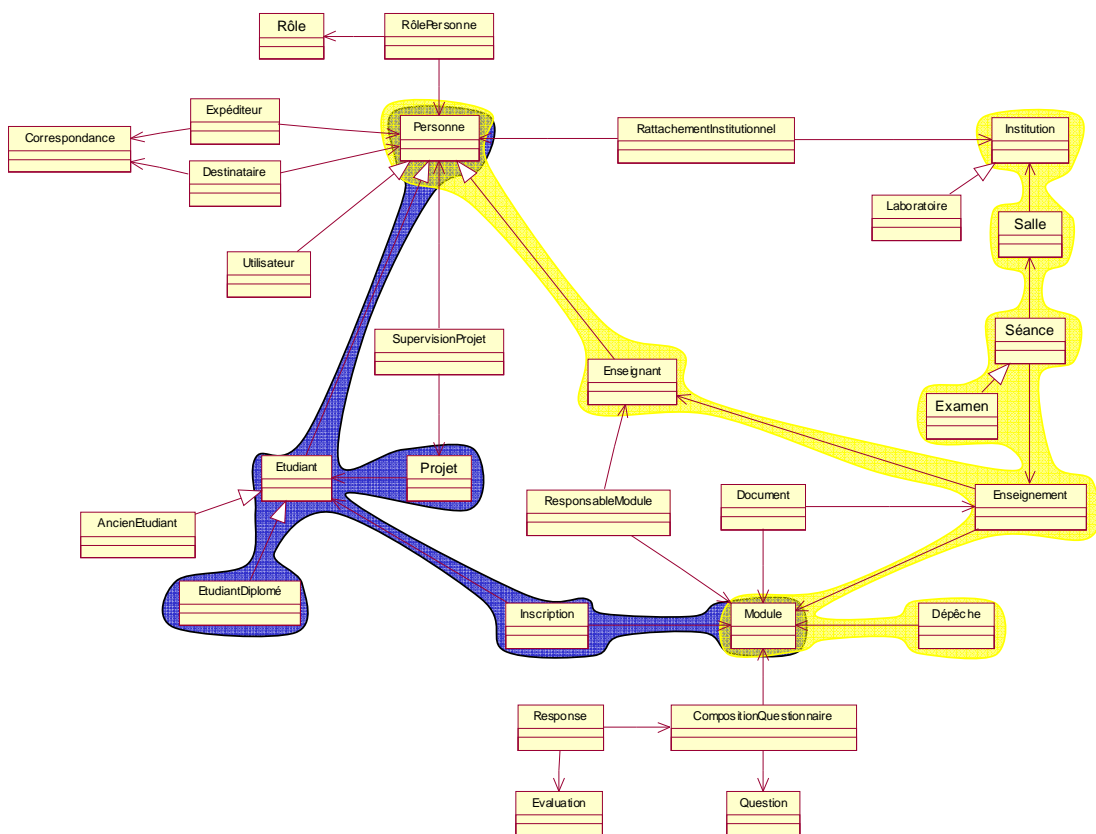 Rôle
RôlePersonne
Expéditeur
Personne
RattachementInstitutionnel
Institution
Correspondance
Destinataire
Laboratoire
Salle
Utilisateur
SupervisionProjet
Séance
Enseignant
Examen
Etudiant
Projet
ResponsableModule
Document
Enseignement
AncienEtudiant
EtudiantDiplomé
Inscription
Module
Dépêche
Response
CompositionQuestionnaire
Evaluation
Question